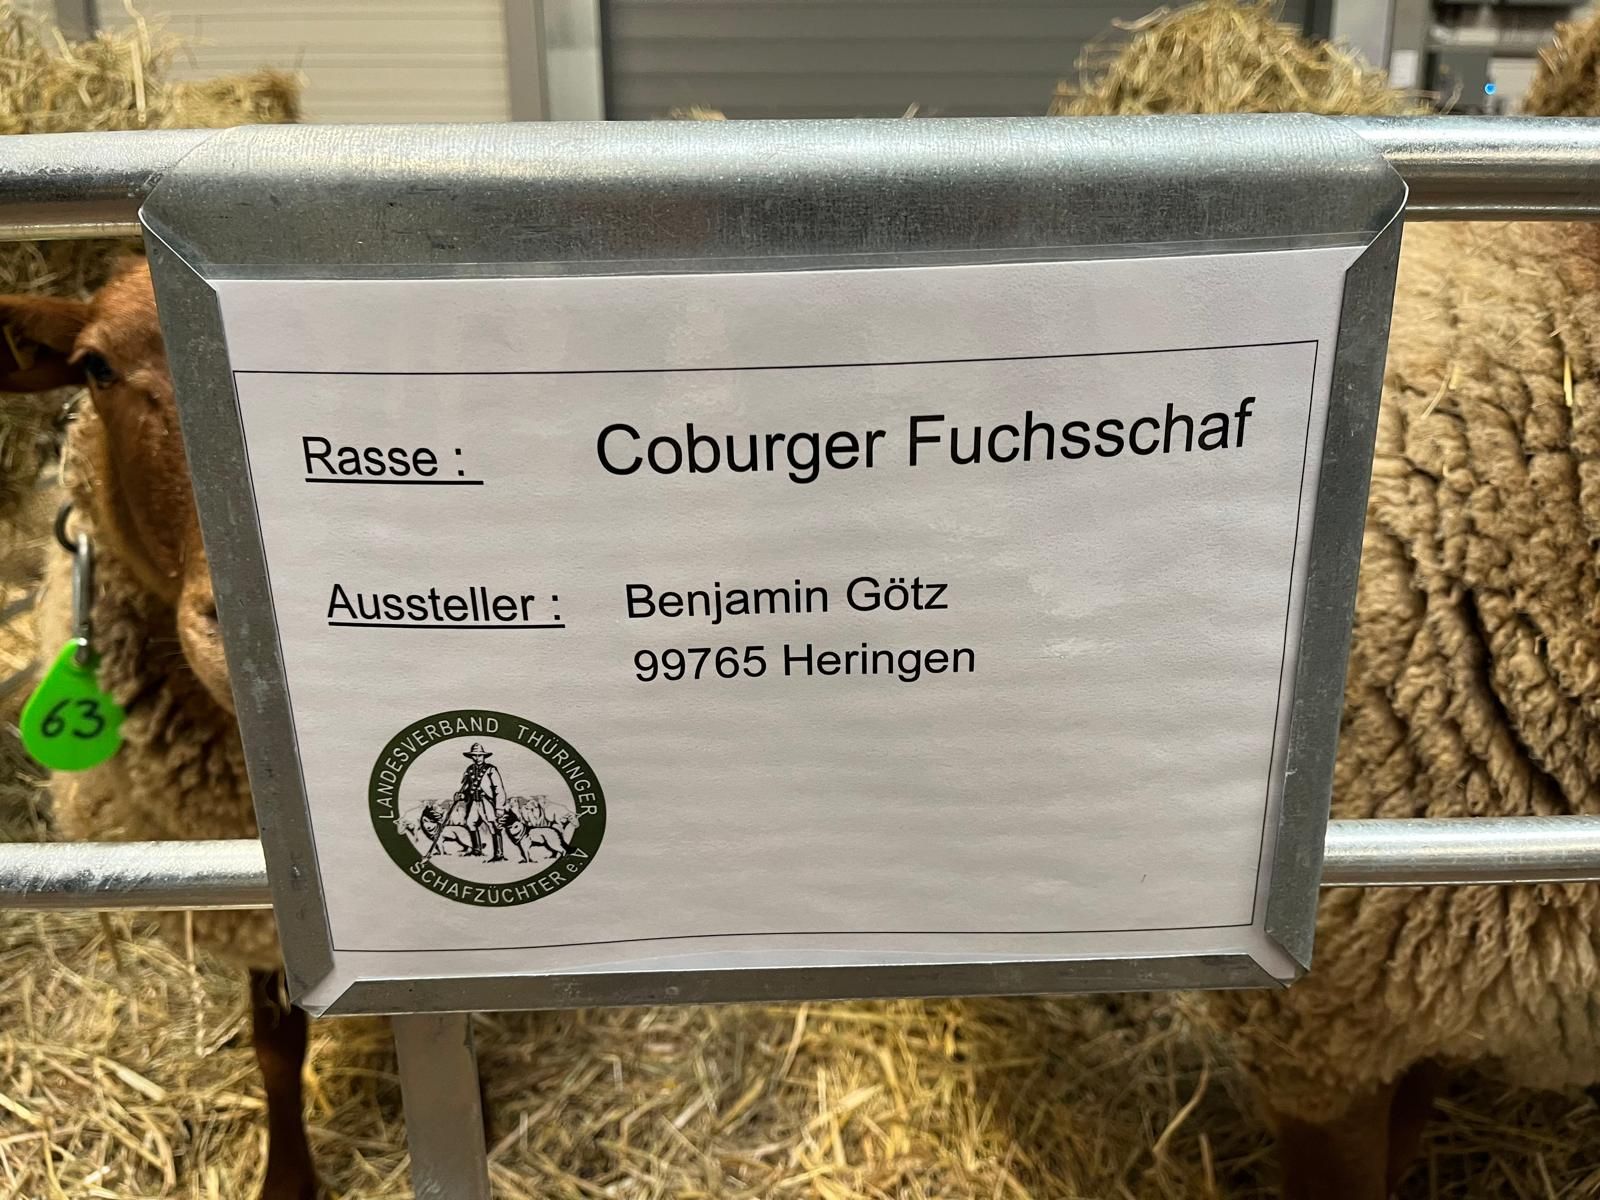 Rasse : Coburger Fuchsschaf
Aussteller : Benjamin Götz
99765 Heringen
63
LANDESVERBAND THÜRINGER
SCHAFZÜCHTER e.V